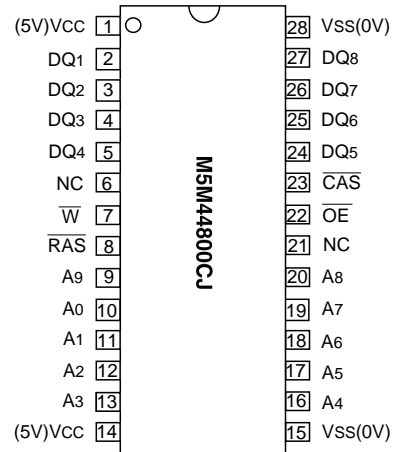 (5V)VCC 1 28 VSS(0V)
DQ1 2 27 DQ8
DQ2 3 26 DQ7
DQ3 4 25 DQ6
DQ4 5 24 DQ5
NC 6 23 C̅A̅S̅
W̅ 7 22 O̅E̅
R̅A̅S̅ 8 21 NC
A9 9 20 A8
A0 10 19 A7
A1 11 18 A6
A2 12 17 A5
A3 13 16 A4
(5V)VCC 14 15 VSS(0V)
M5M44800CJ